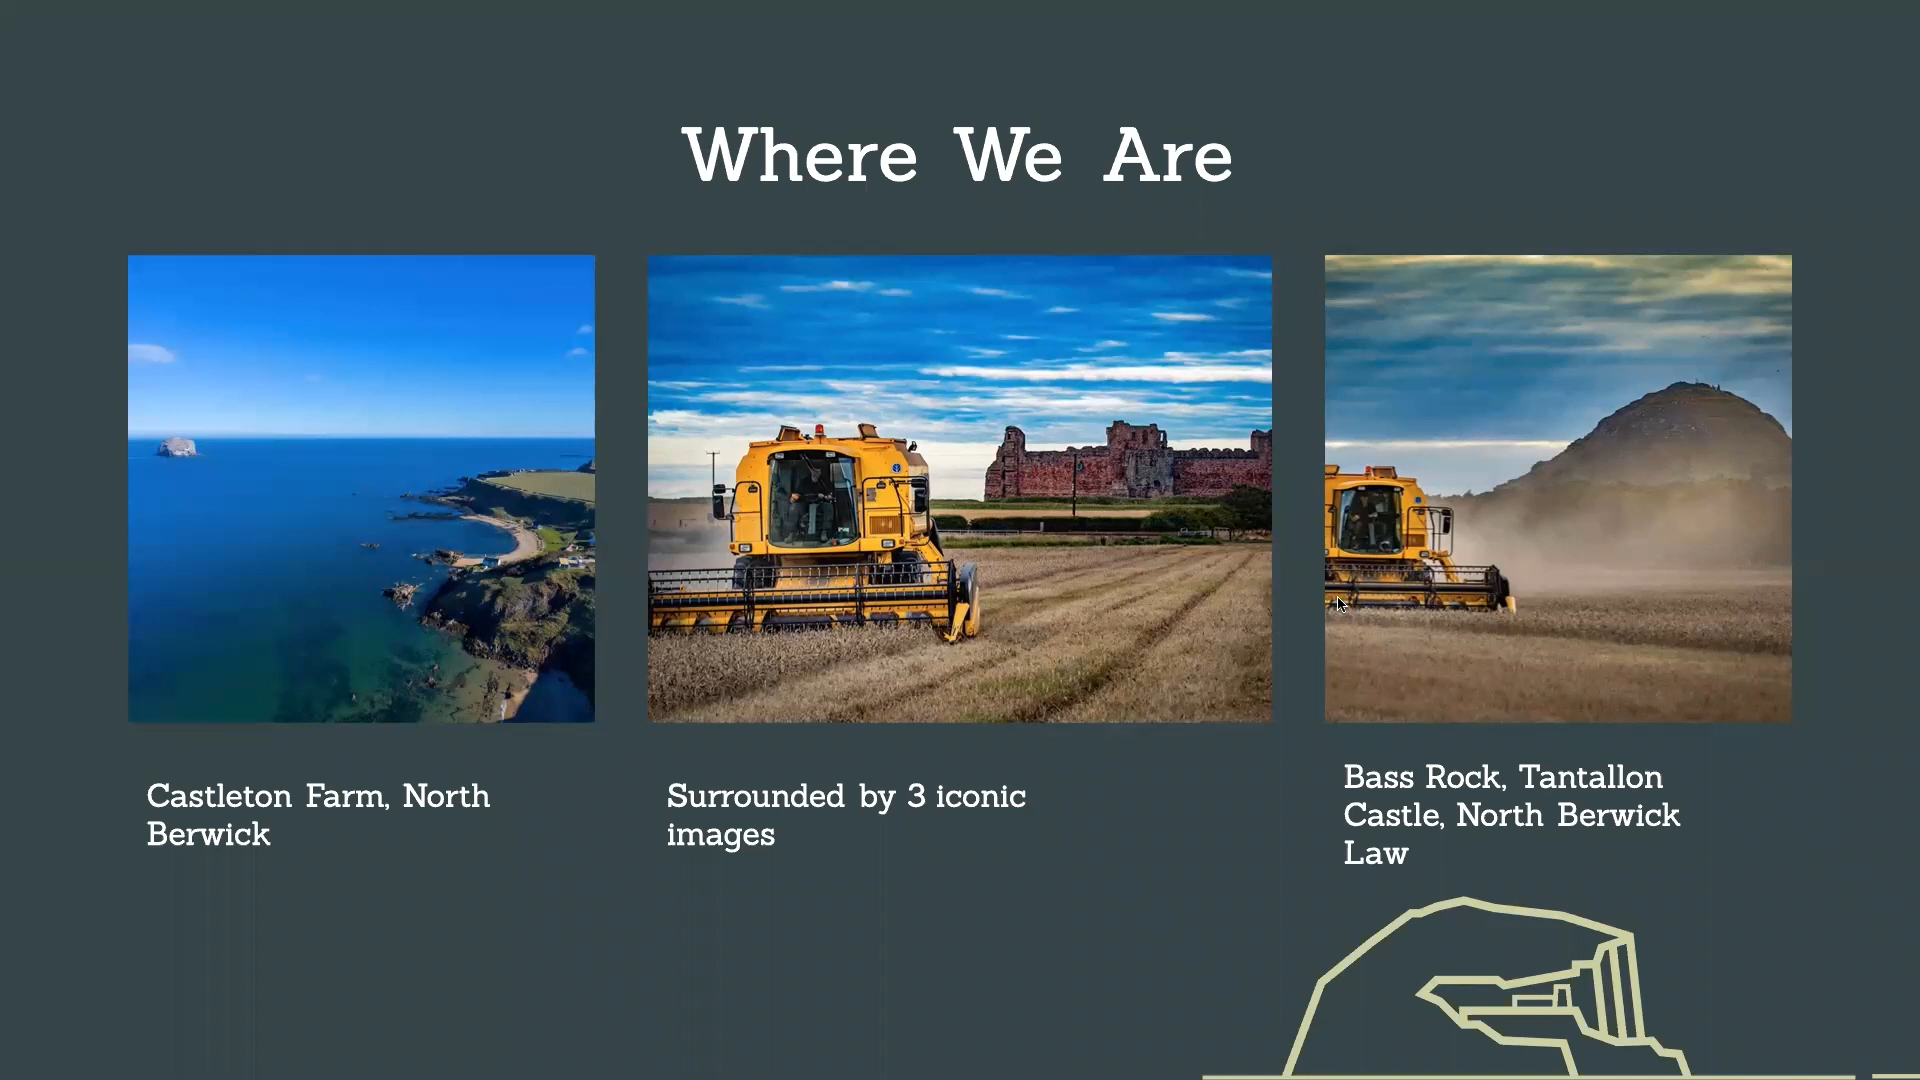 Where We Are
Castleton Farm, North
Berwick
Surrounded by 3 iconic
images
Bass Rock, Tantallon
Castle, North Berwick
Law